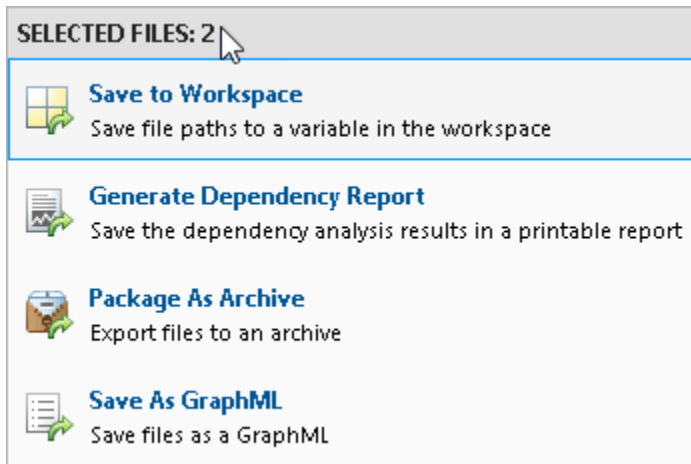 SELECTED FILES: 2
Save to Workspace
Save file paths to a variable in the workspace
Generate Dependency Report
Save the dependency analysis results in a printable report
Package As Archive
Export files to an archive
Save As GraphML
Save files as a GraphML